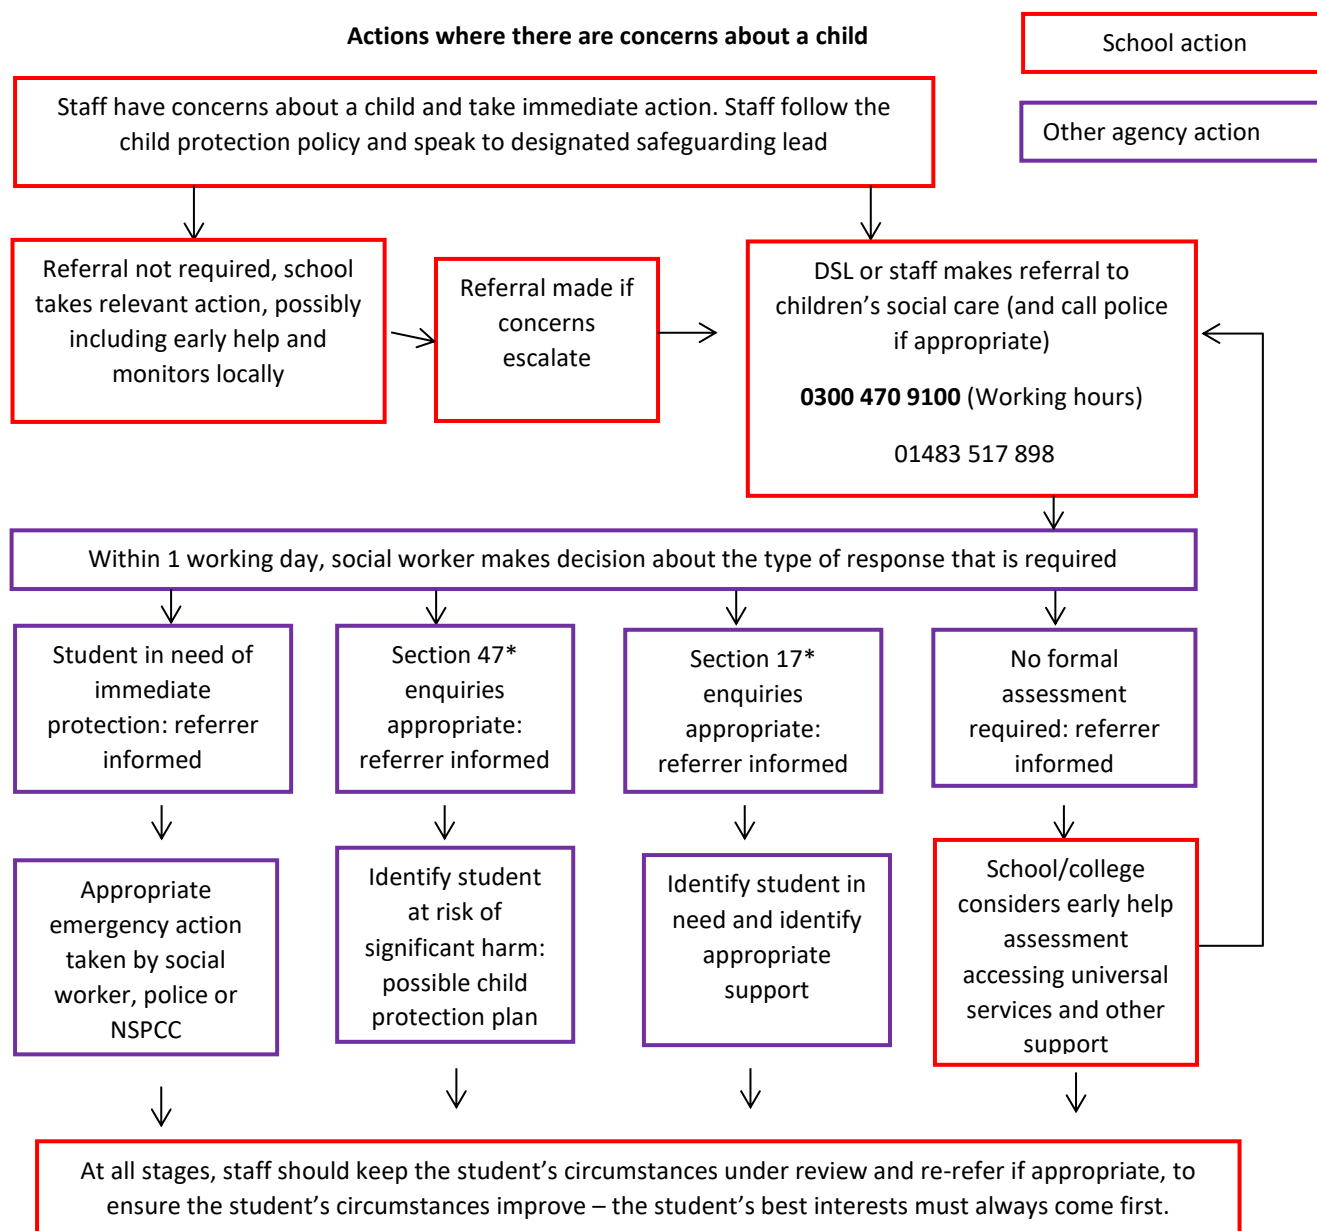 Actions where there are concerns about a child
School action
Staff have concerns about a child and take immediate action. Staff follow the
child protection policy and speak to designated safeguarding lead
Other agency action
Referral not required, school
takes relevant action, possibly
including early help and
monitors locally
Referral made if
concerns
escalate
DSL or staff makes referral to
children’s social care (and call police
if appropriate)
0300 470 9100 (Working hours)
01483 517 898
Within 1 working day, social worker makes decision about the type of response that is required
Student in need of
immediate
protection: referrer
informed
Section 47*
enquiries
appropriate:
referrer informed
Section 17*
enquiries
appropriate:
referrer informed
No formal
assessment
required: referrer
informed
Appropriate
emergency action
taken by social
worker, police or
NSPCC
Identify student
at risk of
significant harm:
possible child
protection plan
Identify student in
need and identify
appropriate
support
School/college
considers early help
assessment
accessing universal
services and other
support
At all stages, staff should keep the student’s circumstances under review and re-refer if appropriate, to
ensure the student’s circumstances improve – the student’s best interests must always come first.